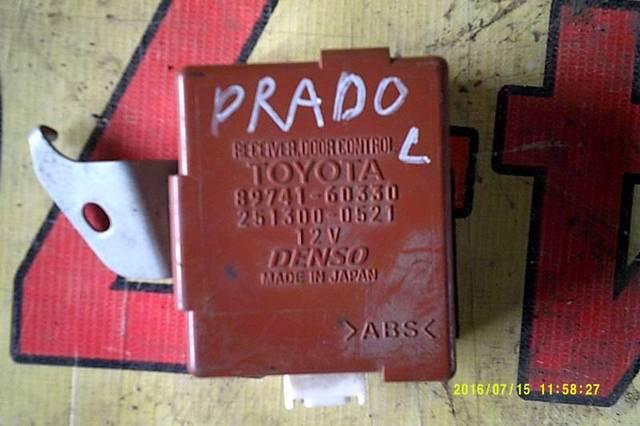 PRADO
L
RECEIVER, DOOR CONTROL
TOYOTA
89741-60330
251300-0521
12V
DENSO
MADE IN JAPAN
>ABS<
2016/07/15 11:58:27